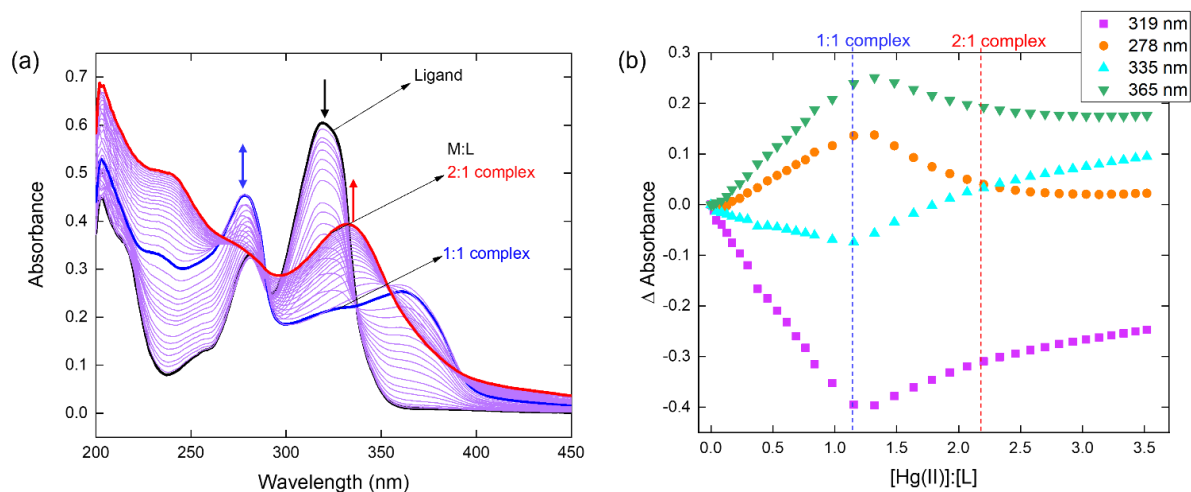 (a)
0.7
0.6
0.5
0.4
0.3
0.2
0.1
0.0
Absorbance
200
250
300
350
400
450
Wavelength (nm)
Ligand
M:L
2:1 complex
1:1 complex
(b)
1:1 complex
2:1 complex
319 nm
278 nm
335 nm
365 nm
0.3
0.2
0.1
0.0
-0.1
-0.2
-0.3
-0.4
Δ Absorbance
0.0
0.5
1.0
1.5
2.0
2.5
3.0
3.5
[Hg(II)]:[L]